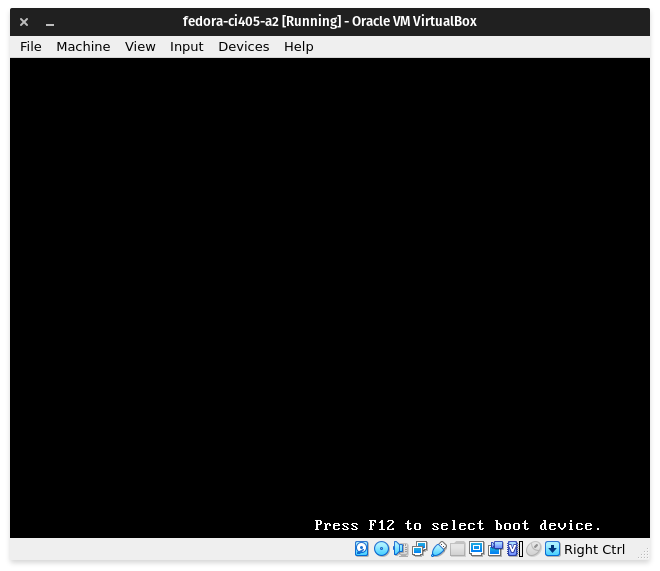 fedora-ci405-a2 [Running] - Oracle VM VirtualBox
File Machine View Input Devices Help
Press F12 to select boot device.
Right Ctrl